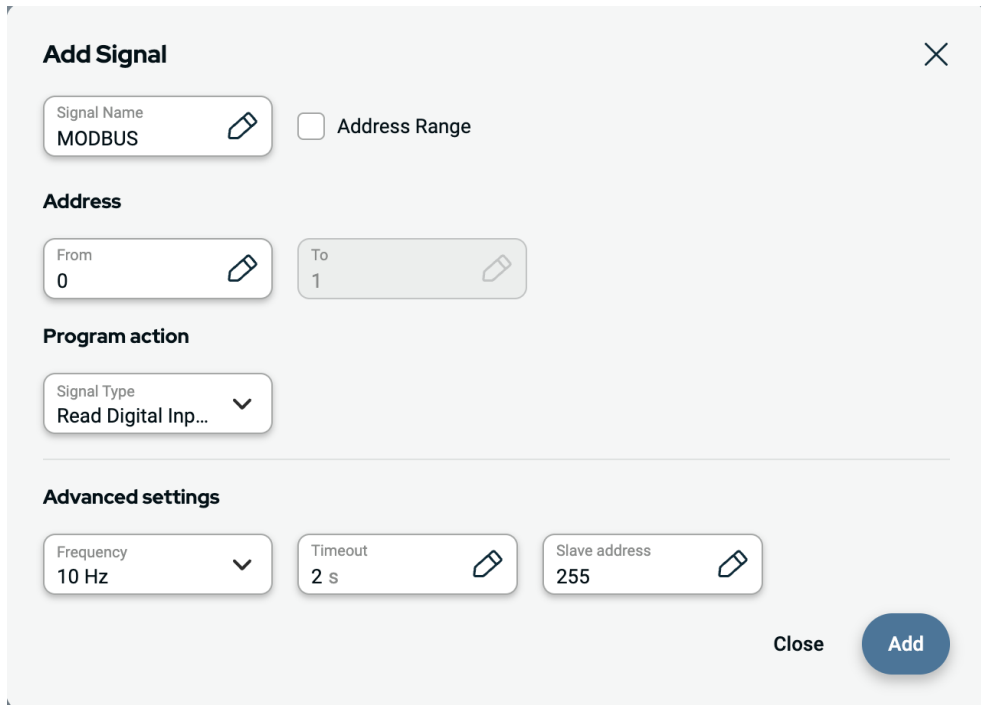 Add Signal
Signal Name
MODBUS
Address Range
Address
From
0
To
1
Program action
Signal Type
Read Digital Inp...
Advanced settings
Frequency
10 Hz
Timeout
2 s
Slave address
255
Close
Add